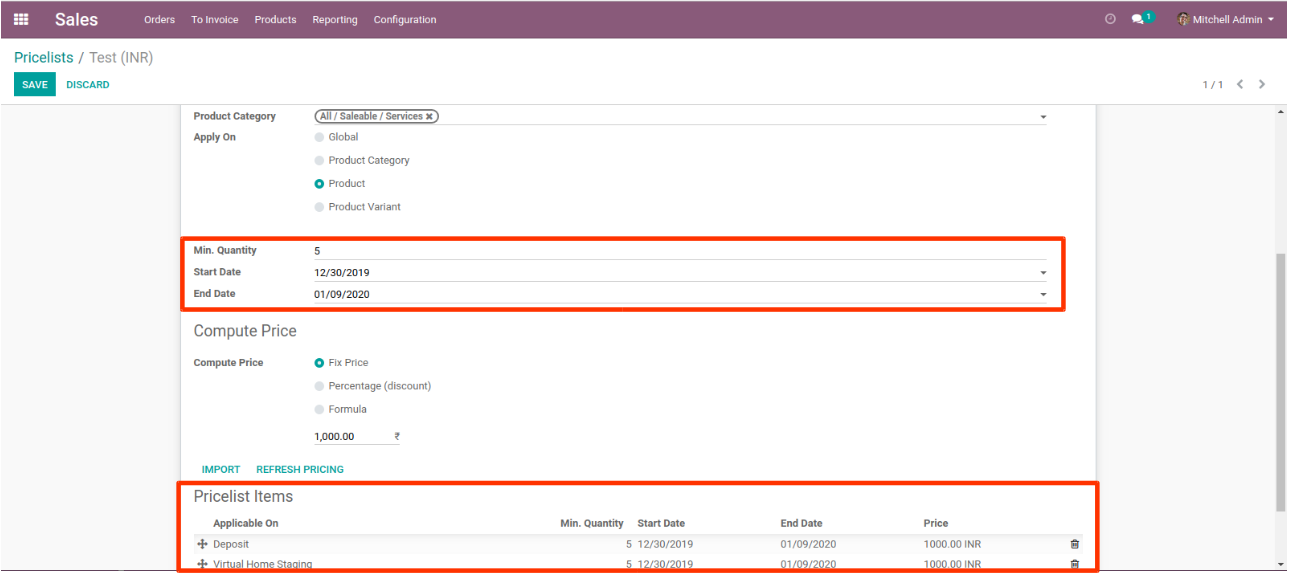 Sales Orders To Invoice Products Reporting Configuration 1 Mitchell Admin
Pricelists / Test (INR)
SAVE DISCARD 1 / 1
Product Category All / Saleable / Services ✖
Apply On Global
Product Category
Product
Product Variant
Min. Quantity 5
Start Date 12/30/2019
End Date 01/09/2020
Compute Price
Compute Price Fix Price
Percentage (discount)
Formula
1,000.00 ₹
IMPORT REFRESH PRICING
Pricelist Items
Applicable On Min. Quantity Start Date End Date Price
Deposit 5 12/30/2019 01/09/2020 1000.00 INR
Virtual Home Staging 5 12/30/2019 01/09/2020 1000.00 INR